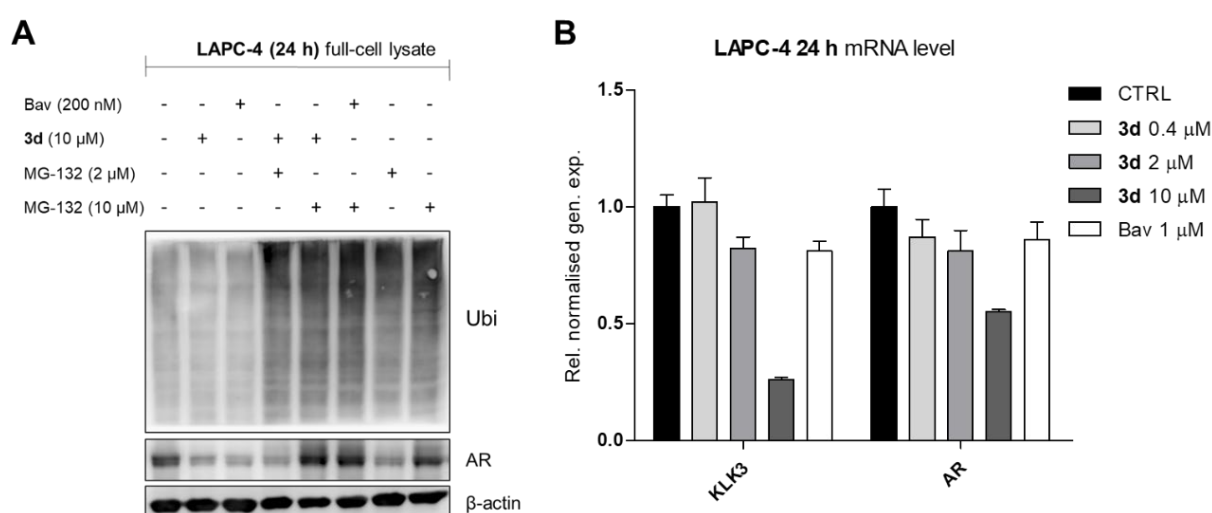 A
LAPC-4 (24 h) full-cell lysate
Bav (200 nM) - - + - - + - -
3d (10 µM) - + - + + - - -
MG-132 (2 µM) - - - + - - + -
MG-132 (10 µM) - - - - + + - +
Ubi
AR
β-actin
B
LAPC-4 24 h mRNA level
Rel. normalised gen. exp.
1.5
1.0
0.5
0.0
KLK3
AR
CTRL
3d 0.4 µM
3d 2 µM
3d 10 µM
Bav 1 µM